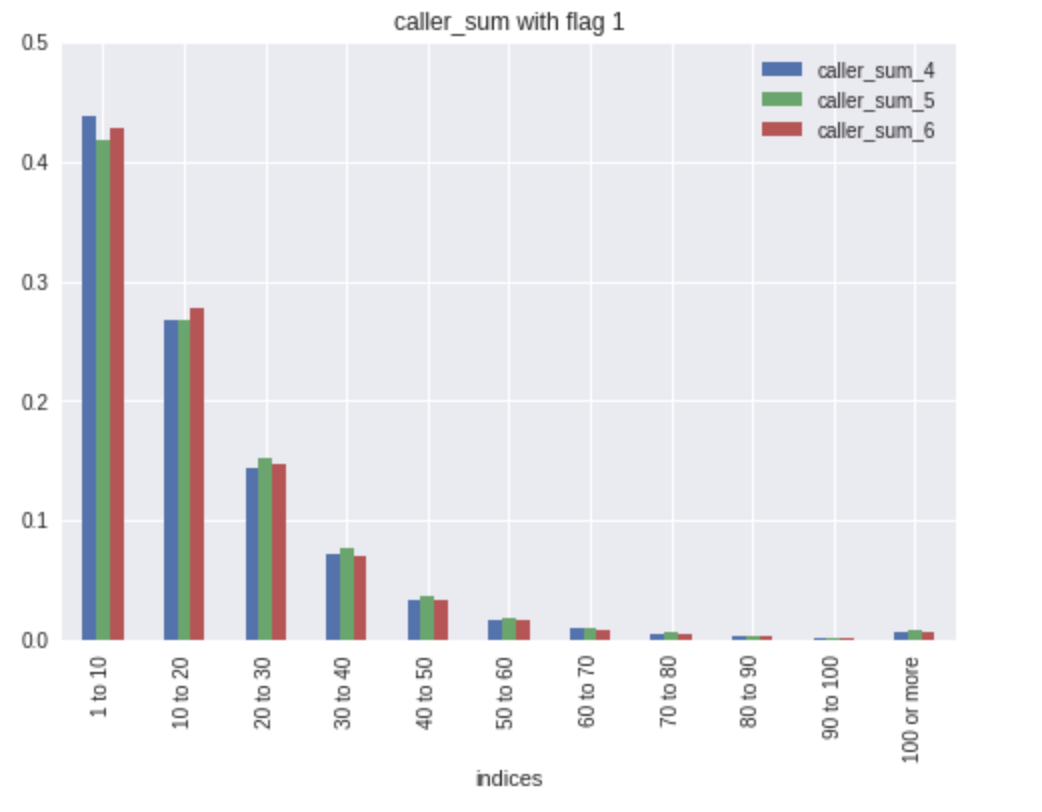 caller_sum with flag 1
0.5
0.4
0.3
0.2
0.1
0.0
caller_sum_4
caller_sum_5
caller_sum_6
1 to 10
10 to 20
20 to 30
30 to 40
40 to 50
50 to 60
60 to 70
70 to 80
80 to 90
90 to 100
100 or more
indices